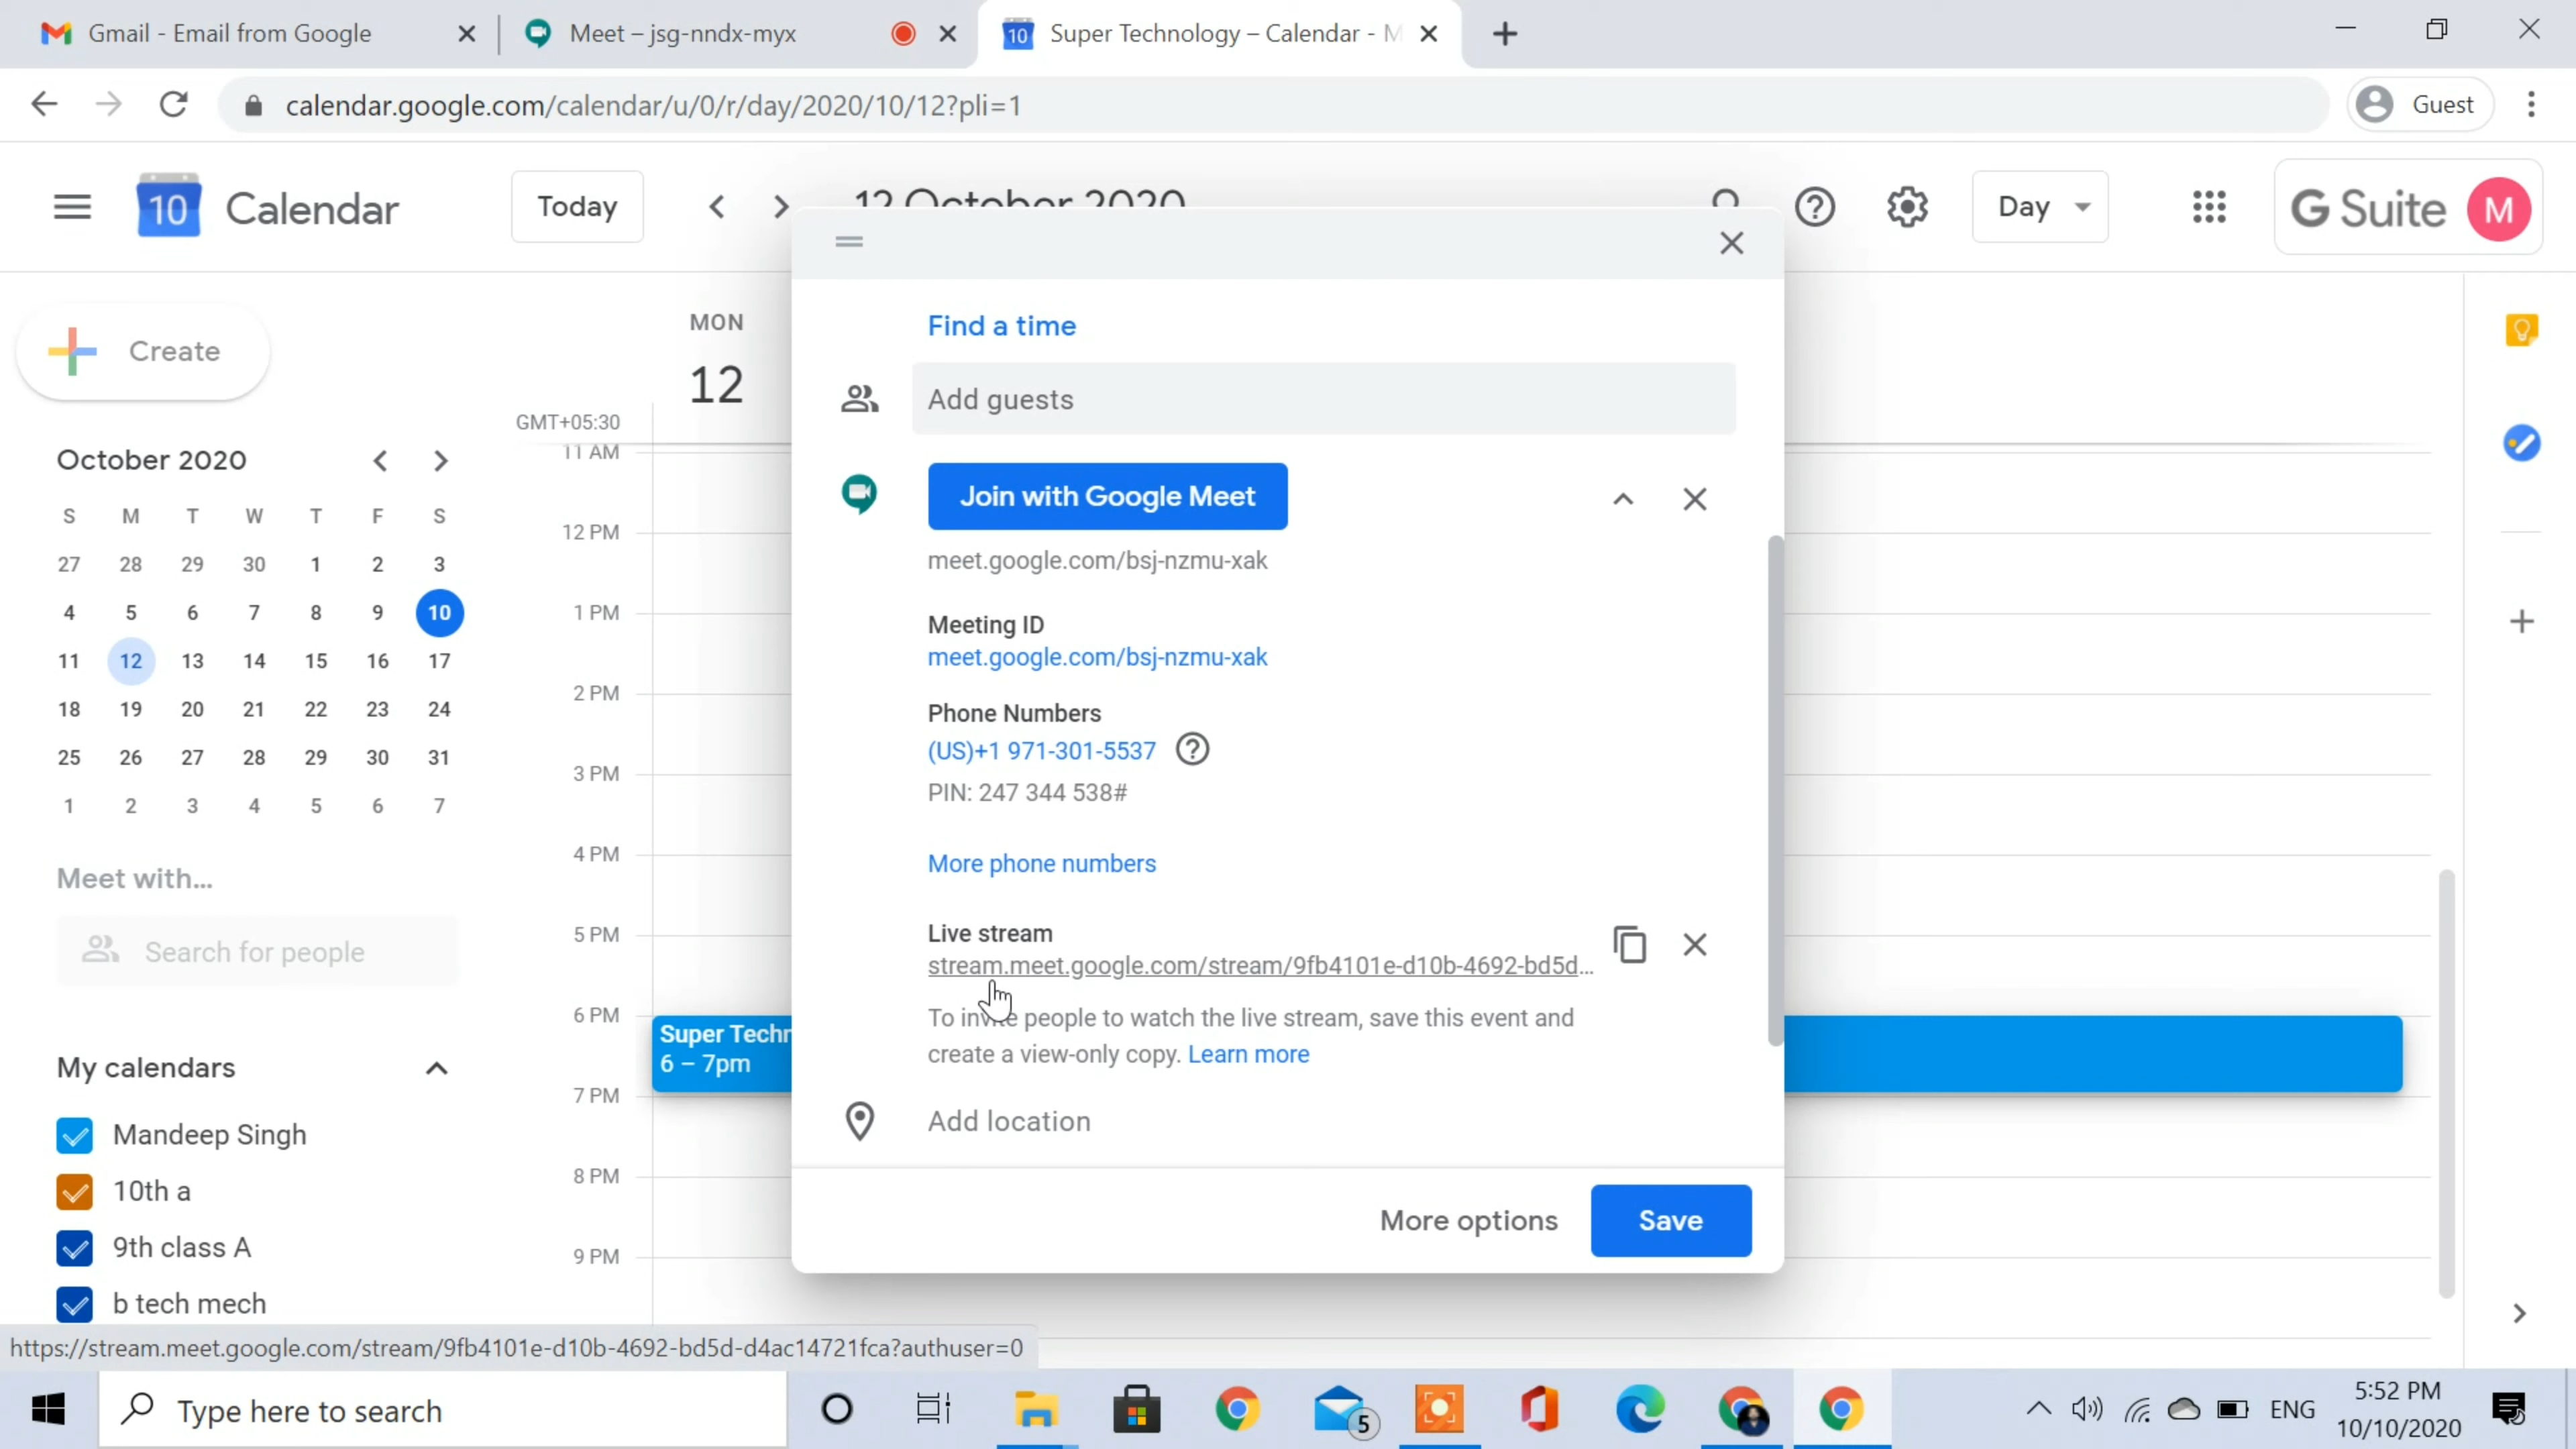 Gmail - Email from Google
Meet – jsg-nndx-myx
10
Super Technology – Calendar - M
calendar.google.com/calendar/u/0/r/day/2020/10/12?pli=1
Guest
10
Calendar
Today
12 October 2020
Day
G Suite
M
Create
MON
12
GMT+05:30
October 2020
S M T W T F S
27 28 29 30 1 2 3
4 5 6 7 8 9 10
11 12 13 14 15 16 17
18 19 20 21 22 23 24
25 26 27 28 29 30 31
1 2 3 4 5 6 7
Meet with...
Search for people
My calendars
Mandeep Singh
10th a
9th class A
b tech mech
11 AM
12 PM
1 PM
2 PM
3 PM
4 PM
5 PM
6 PM
7 PM
8 PM
9 PM
Super Techn
6 – 7pm
Find a time
Add guests
Join with Google Meet
meet.google.com/bsj-nzmu-xak
Meeting ID
meet.google.com/bsj-nzmu-xak
Phone Numbers
(US)+1 971-301-5537
PIN: 247 344 538#
More phone numbers
Live stream
stream.meet.google.com/stream/9fb4101e-d10b-4692-bd5d...
To invite people to watch the live stream, save this event and
create a view-only copy. Learn more
Add location
More options
Save
https://stream.meet.google.com/stream/9fb4101e-d10b-4692-bd5d-d4ac14721fca?authuser=0
Type here to search
5
ENG
5:52 PM
10/10/2020